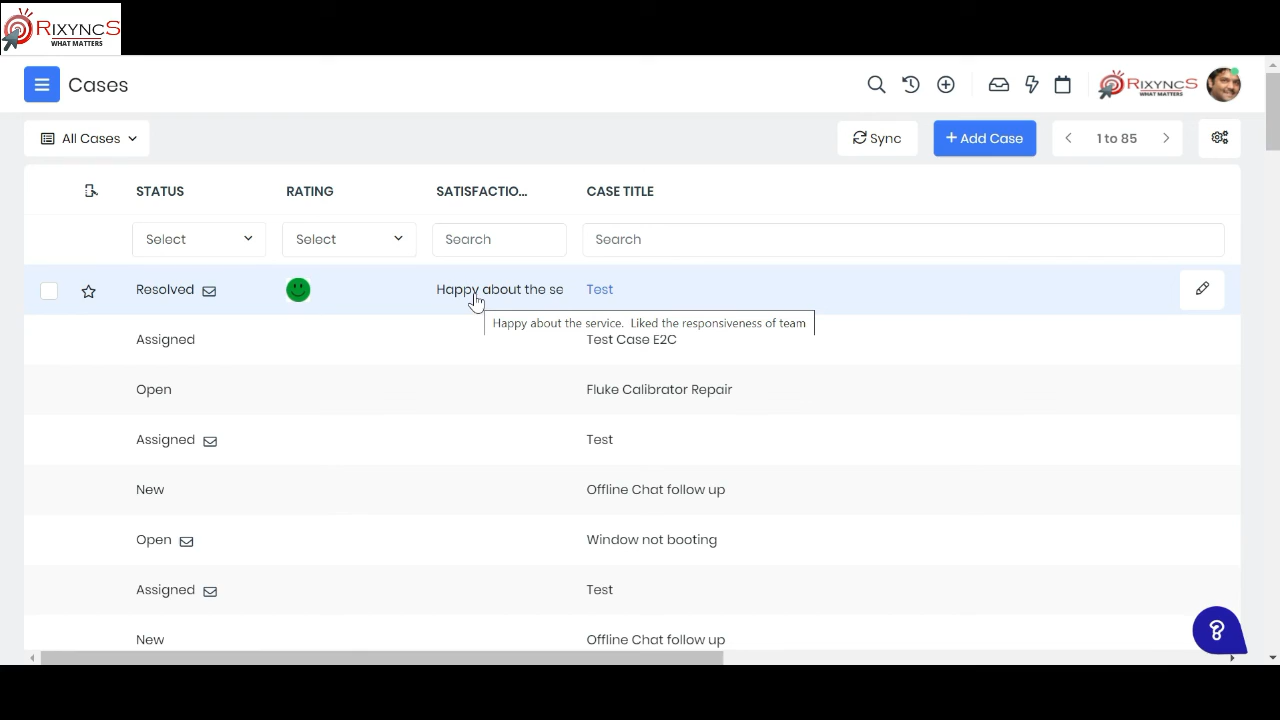 RIXYNCS
WHAT MATTERS
Cases
RIXYNCS
WHAT MATTERS
All Cases
Sync
+ Add Case
1 to 85
STATUS RATING SATISFACTIO... CASE TITLE
Select Select Search Search
Resolved Happy about the se Test
Happy about the service.  Liked the responsiveness of team
Assigned Test Case E2C
Open Fluke Calibrator Repair
Assigned Test
New Offline Chat follow up
Open Window not booting
Assigned Test
New Offline Chat follow up
?